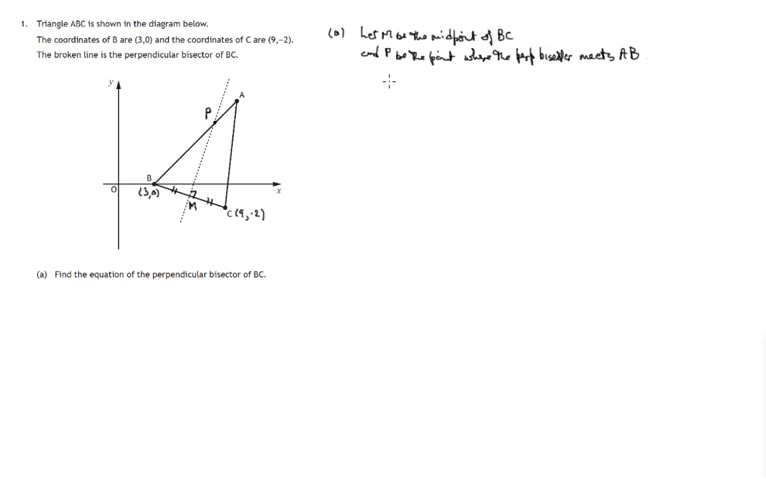 1. Triangle ABC is shown in the diagram below.
The coordinates of B are (3,0) and the coordinates of C are (9,-2).
The broken line is the perpendicular bisector of BC.
(a) Let M be the midpoint of BC
and P be the point where the perp bisector meets AB
y
A
P
B
O
(3,0)
x
M
C (9,-2)
(a) Find the equation of the perpendicular bisector of BC.